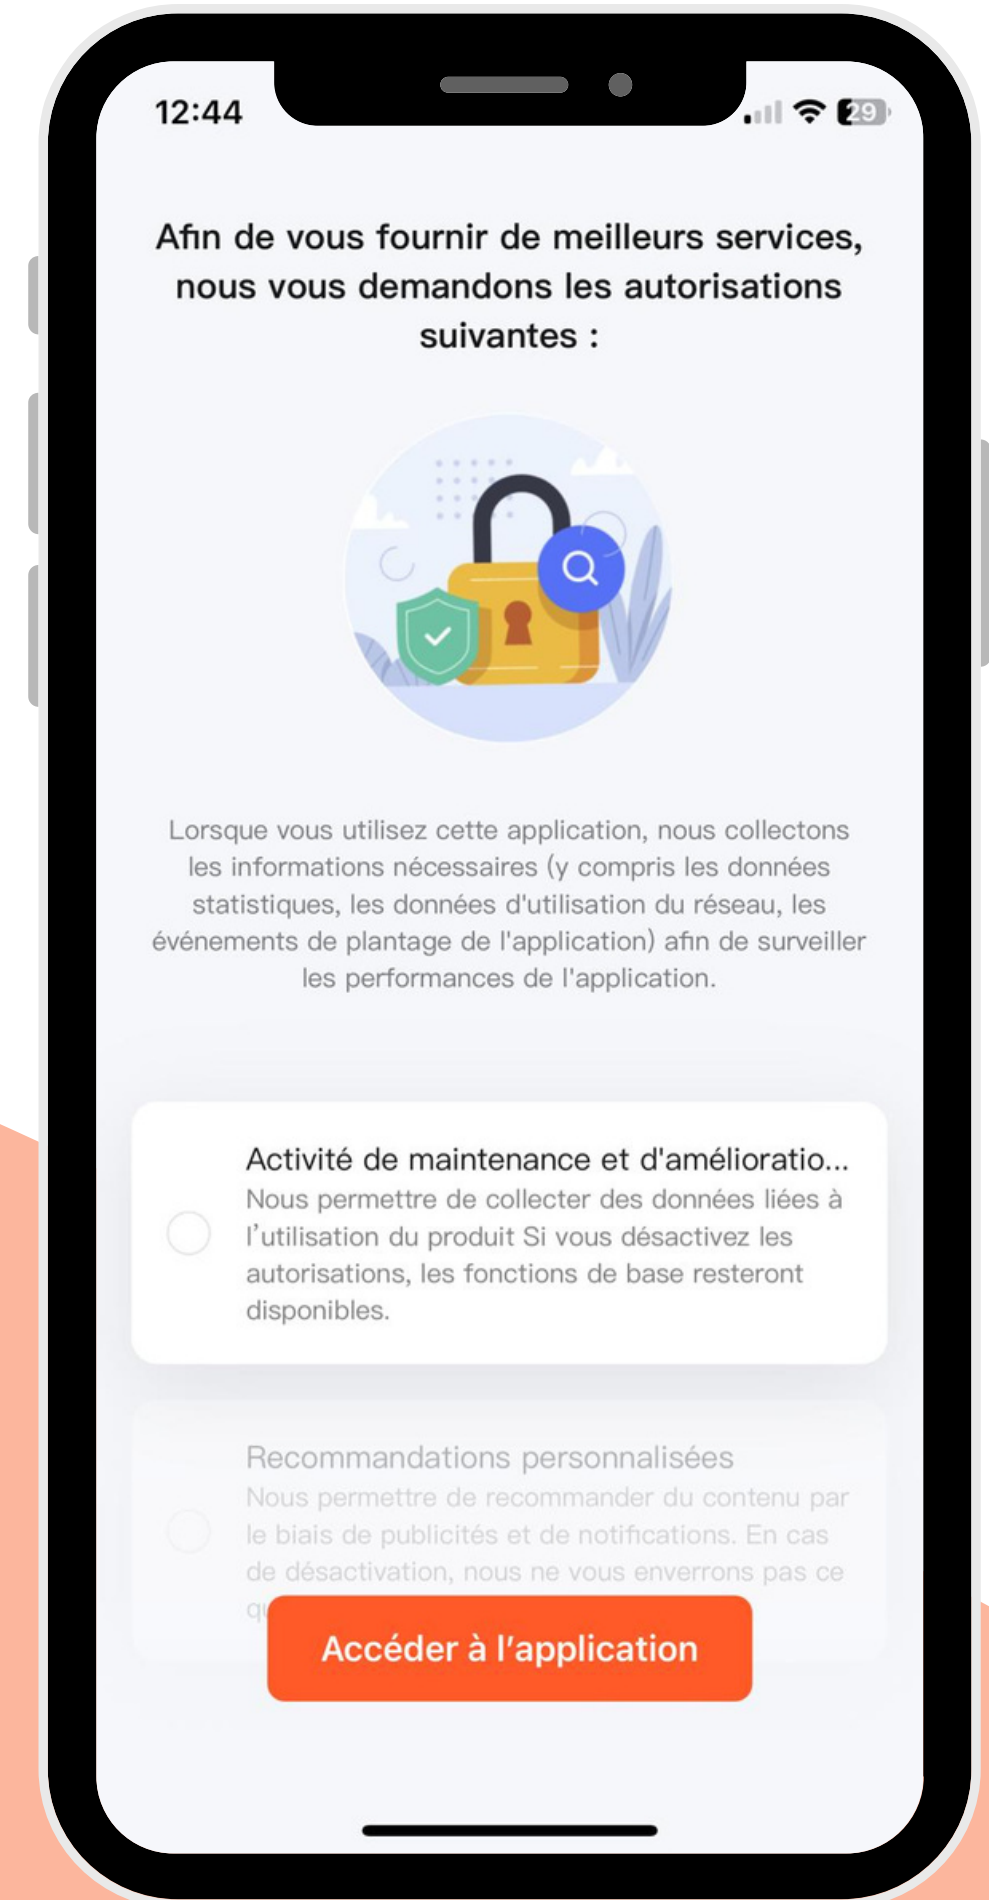 12:44
29
Afin de vous fournir de meilleurs services,
nous vous demandons les autorisations
suivantes :
Lorsque vous utilisez cette application, nous collectons
les informations nécessaires (y compris les données
statistiques, les données d'utilisation du réseau, les
événements de plantage de l'application) afin de surveiller
les performances de l'application.
Activité de maintenance et d'amélioratio...
Nous permettre de collecter des données liées à
l’utilisation du produit Si vous désactivez les
autorisations, les fonctions de base resteront
disponibles.
Recommandations personnalisées
Nous permettre de recommander du contenu par
le biais de publicités et de notifications. En cas
de désactivation, nous ne vous enverrons pas ce
Accéder à l’application